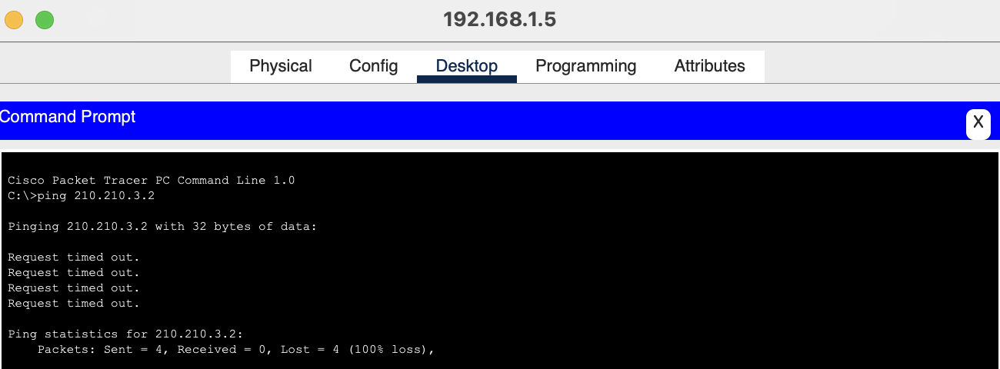 192.168.1.5
Physical Config Desktop Programming Attributes
Command Prompt
X
Cisco Packet Tracer PC Command Line 1.0
C:\>ping 210.210.3.2
Pinging 210.210.3.2 with 32 bytes of data:
Request timed out.
Request timed out.
Request timed out.
Request timed out.
Ping statistics for 210.210.3.2:
Packets: Sent = 4, Received = 0, Lost = 4 (100% loss),